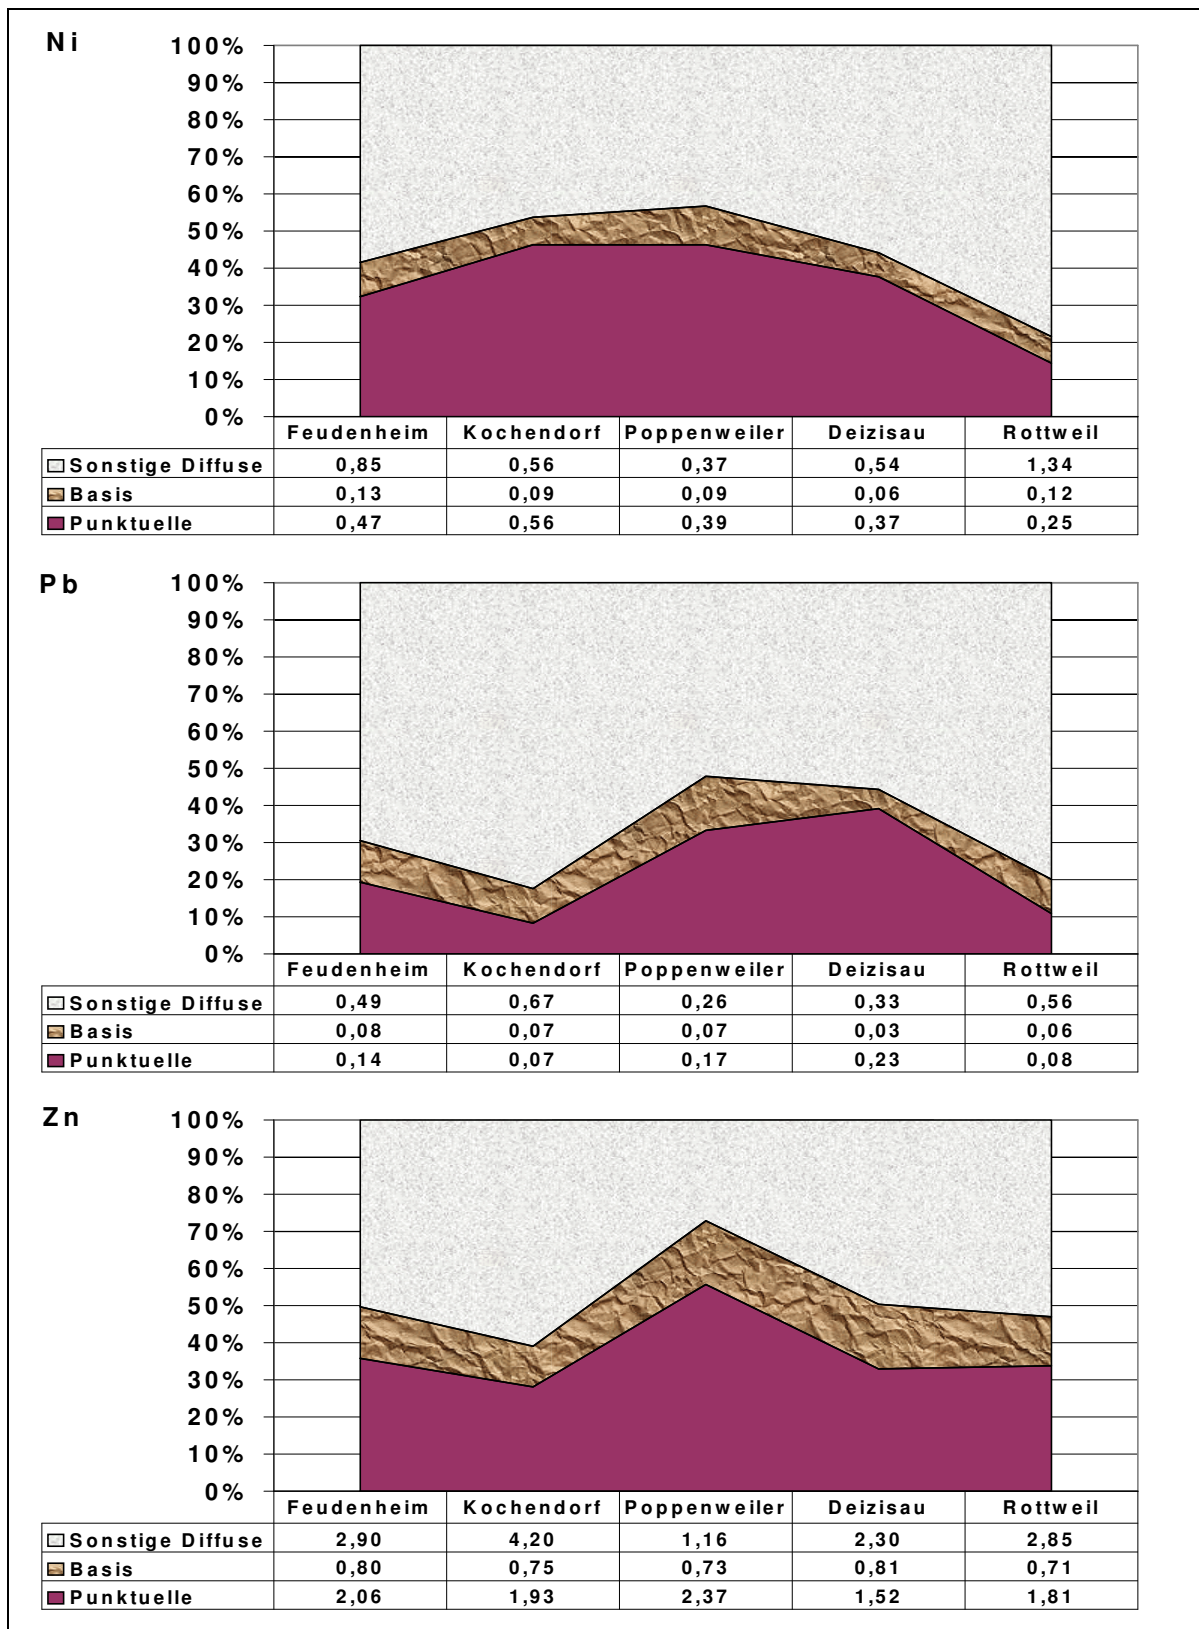 Ni
100%
90%
80%
70%
60%
50%
40%
30%
20%
10%
0%
Feudenheim Kochendorf Poppenweiler Deizisau Rottweil
Sonstige Diffuse 0,85 0,56 0,37 0,54 1,34
Basis 0,13 0,09 0,09 0,06 0,12
Punktuelle 0,47 0,56 0,39 0,37 0,25
Pb
100%
90%
80%
70%
60%
50%
40%
30%
20%
10%
0%
Feudenheim Kochendorf Poppenweiler Deizisau Rottweil
Sonstige Diffuse 0,49 0,67 0,26 0,33 0,56
Basis 0,08 0,07 0,07 0,03 0,06
Punktuelle 0,14 0,07 0,17 0,23 0,08
Zn
100%
90%
80%
70%
60%
50%
40%
30%
20%
10%
0%
Feudenheim Kochendorf Poppenweiler Deizisau Rottweil
Sonstige Diffuse 2,90 4,20 1,16 2,30 2,85
Basis 0,80 0,75 0,73 0,81 0,71
Punktuelle 2,06 1,93 2,37 1,52 1,81